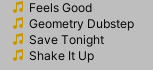 Feels Good
Geometry Dubstep
Save Tonight
Shake It Up